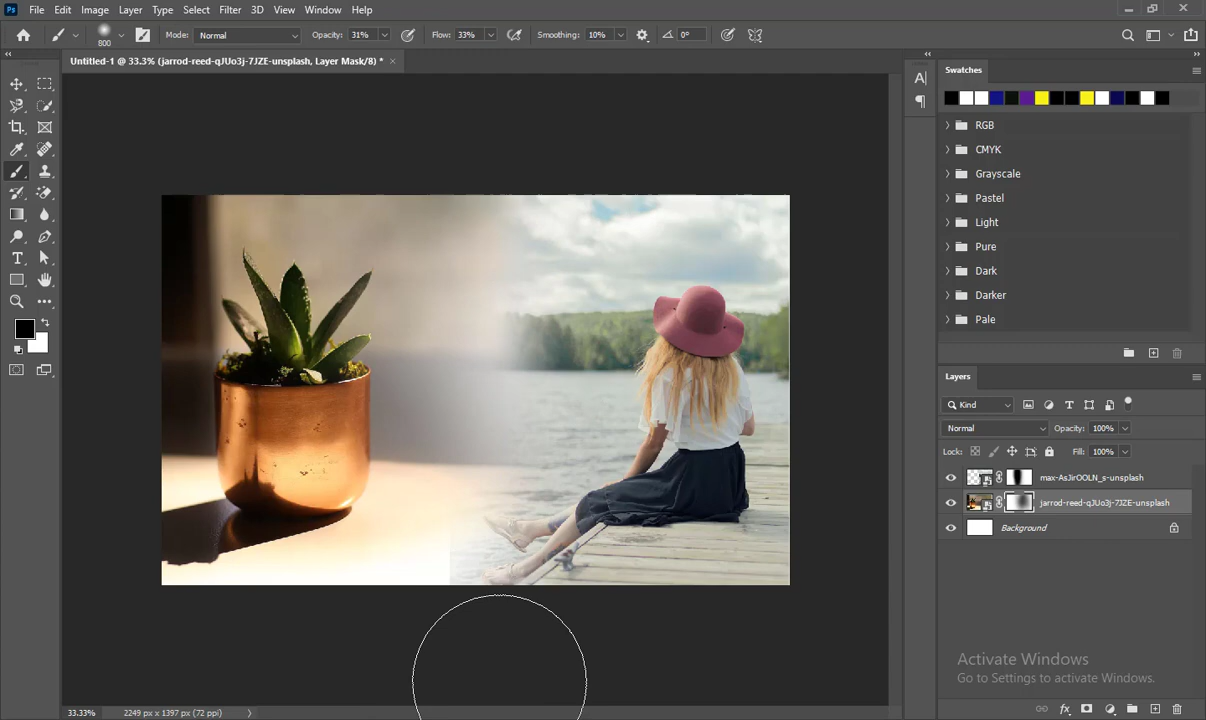 Ps File Edit Image Layer Type Select Filter 3D View Window Help
800 Mode: Normal Opacity: 31% Flow: 33% Smoothing: 10% 0°
Untitled-1 @ 33.3% (jarrod-reed-qJUo3j-7JZE-unsplash, Layer Mask/8) *
Swatches
RGB
CMYK
Grayscale
Pastel
Light
Pure
Dark
Darker
Pale
Layers
Kind
Normal Opacity: 100%
Lock: Fill: 100%
max-AsJirOOLN_s-unsplash
jarrod-reed-qJUo3j-7JZE-unsplash
Background
Activate Windows
Go to Settings to activate Windows.
33.33% 2249 px x 1397 px (72 ppi)